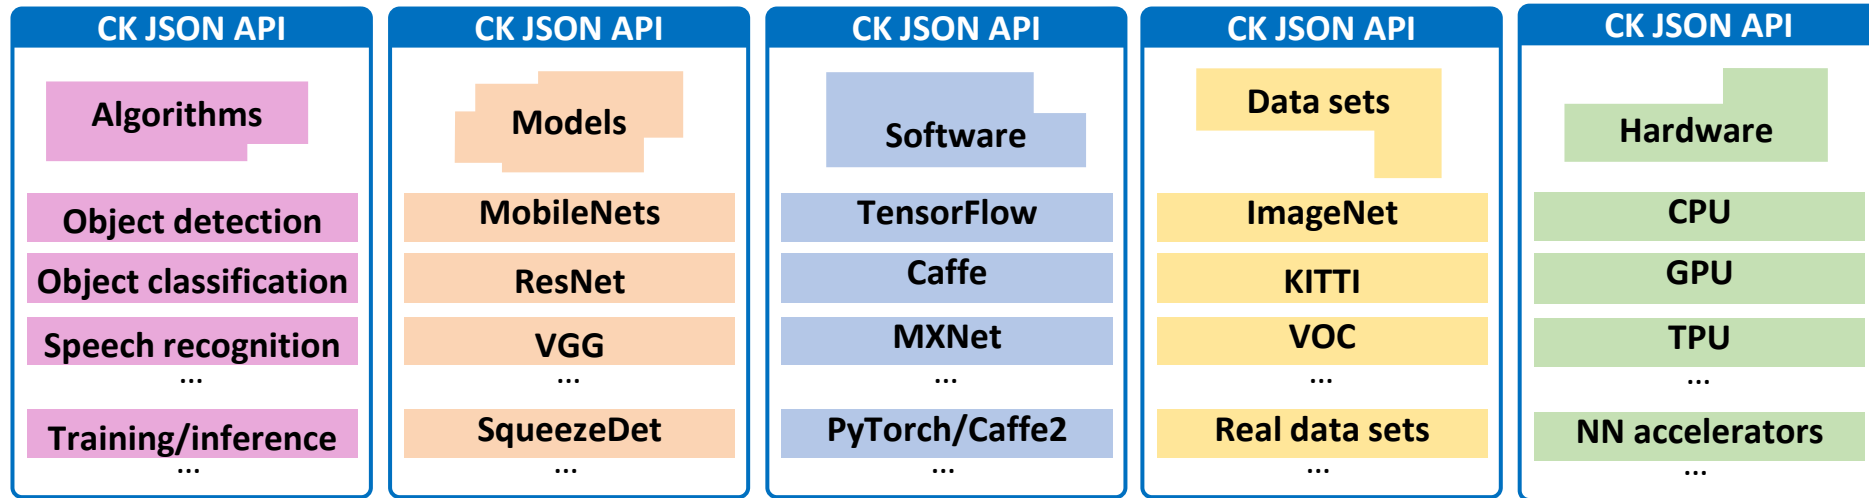 CK JSON API
Algorithms
Object detection
Object classification
Speech recognition
...
Training/inference
...
CK JSON API
Models
MobileNets
ResNet
VGG
...
SqueezeDet
...
CK JSON API
Software
TensorFlow
Caffe
MXNet
...
PyTorch/Caffe2
...
CK JSON API
Data sets
ImageNet
KITTI
VOC
...
Real data sets
...
CK JSON API
Hardware
CPU
GPU
TPU
...
NN accelerators
...